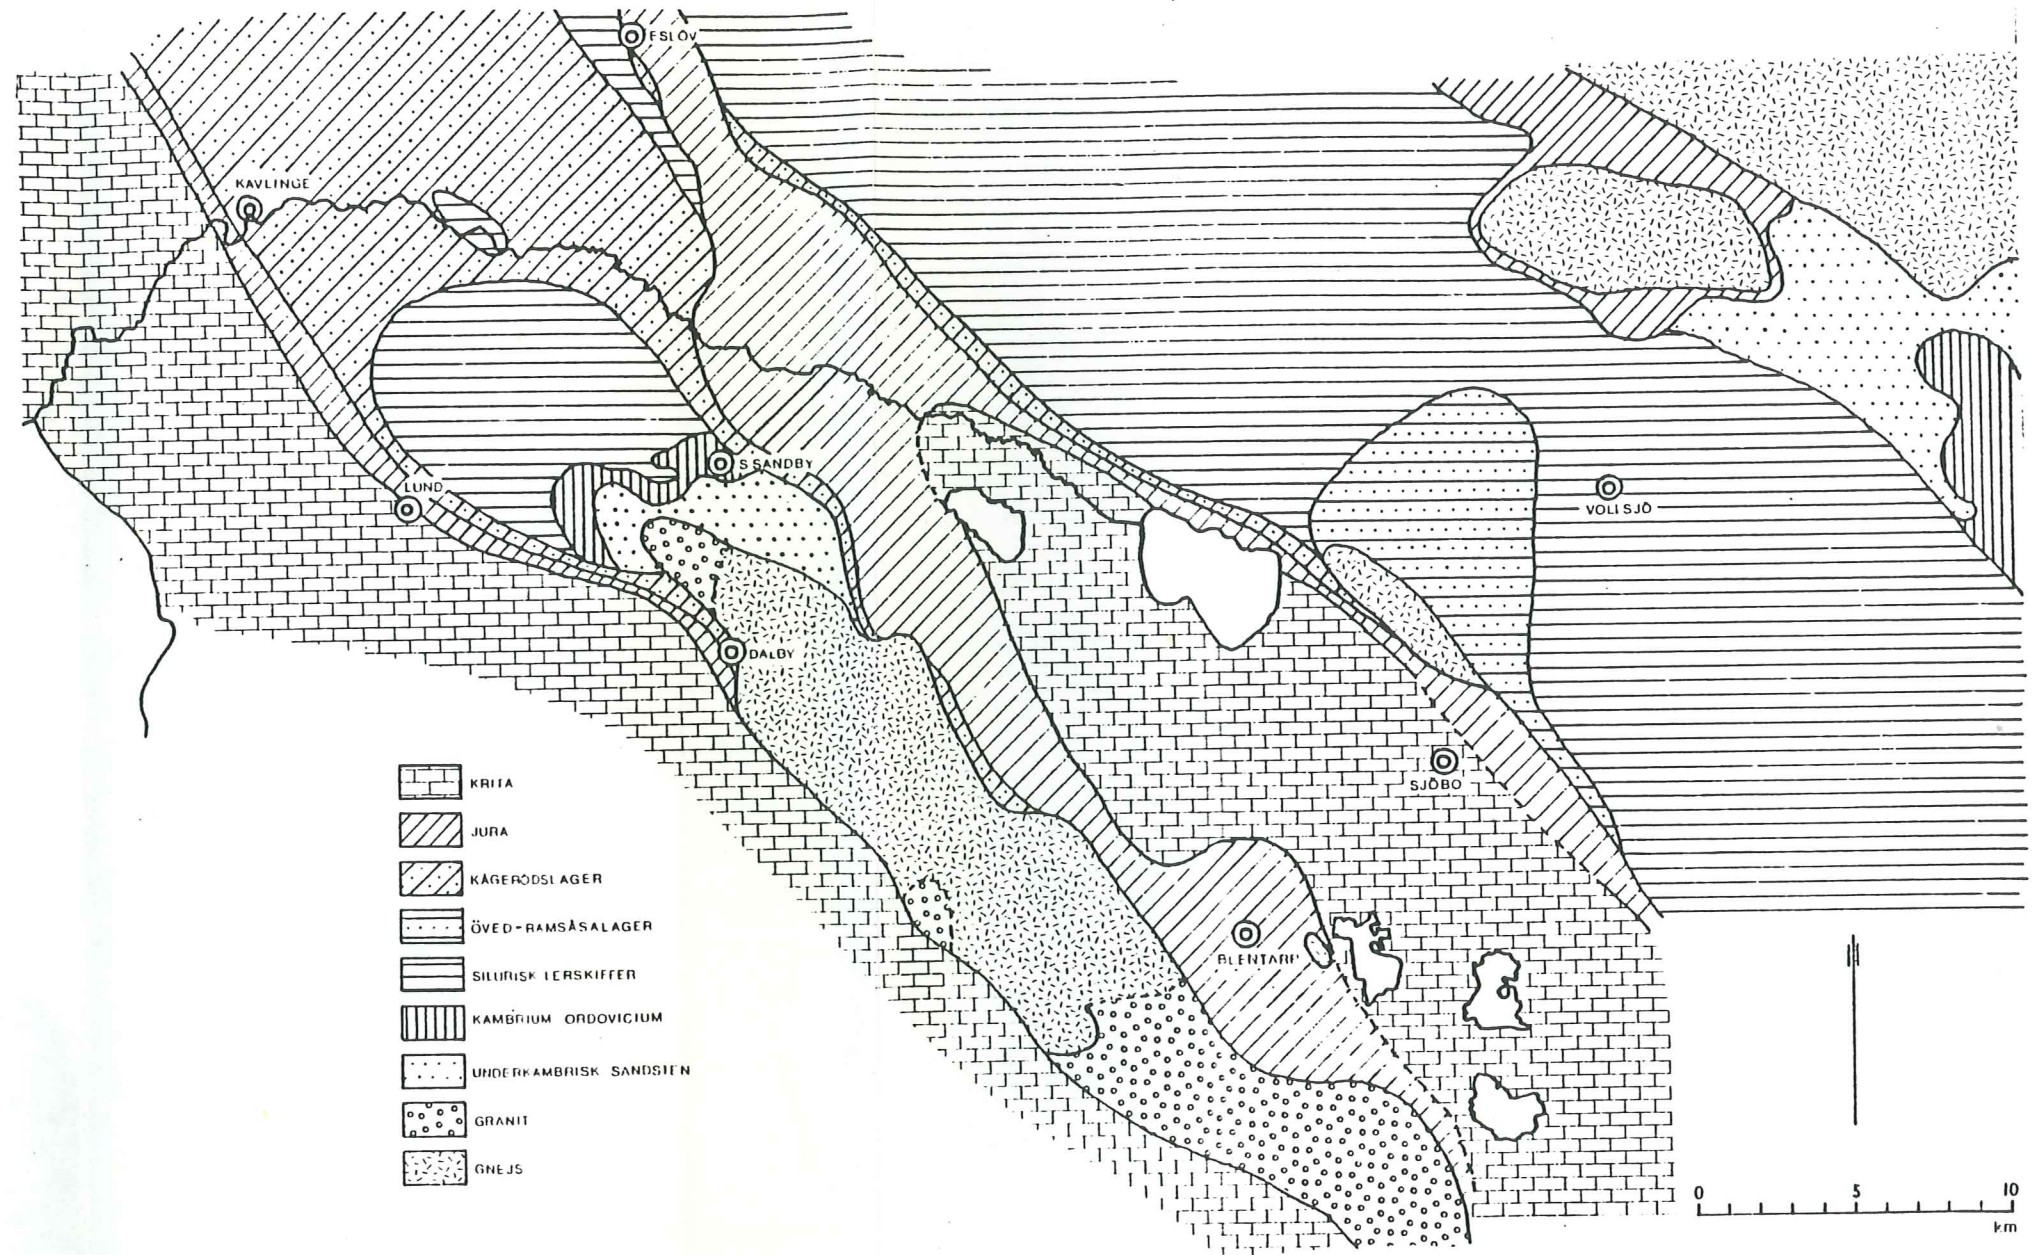 ESLÖV
KÄVLINGE
S SANDBY
LUND
VOLLSJÖ
DALBY
SJÖBO
BLENTARP
KRITA
JURA
KÅGERÖDSLAGER
ÖVED-RAMSÅSALAGER
SILURISK LERSKIFFER
KAMBRIUM ORDOVICIUM
UNDERKAMBRISK SANDSTEN
GRANIT
GNEJS
0 5 10
km